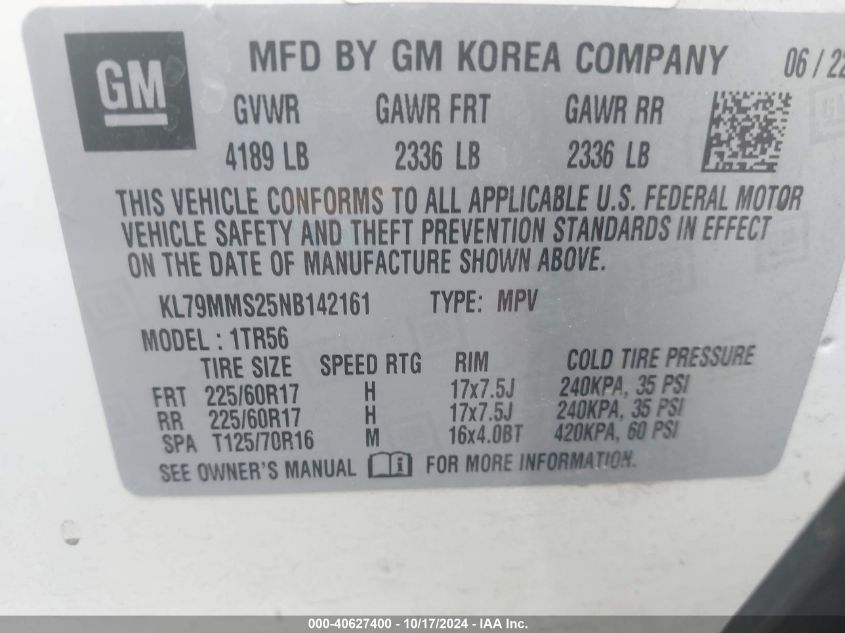 GM
MFD BY GM KOREA COMPANY 06 / 22
GVWR GAWR FRT GAWR RR
4189 LB 2336 LB 2336 LB
THIS VEHICLE CONFORMS TO ALL APPLICABLE U.S. FEDERAL MOTOR
VEHICLE SAFETY AND THEFT PREVENTION STANDARDS IN EFFECT
ON THE DATE OF MANUFACTURE SHOWN ABOVE.
KL79MMS25NB142161 TYPE: MPV
MODEL : 1TR56
TIRE SIZE SPEED RTG RIM COLD TIRE PRESSURE
FRT 225/60R17 H 17x7.5J 240KPA, 35 PSI
RR 225/60R17 H 17x7.5J 240KPA, 35 PSI
SPA T125/70R16 M 16x4.0BT 420KPA, 60 PSI
SEE OWNER'S MANUAL FOR MORE INFORMATION.
000-40627400 - 10/17/2024 - IAA Inc.